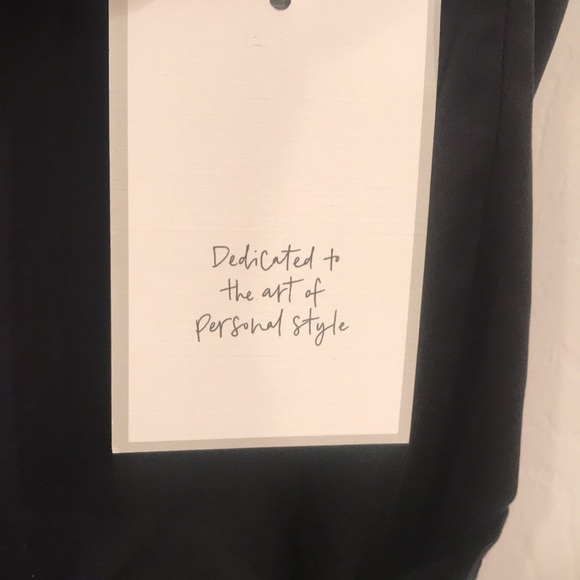 Dedicated to
the art of
personal style